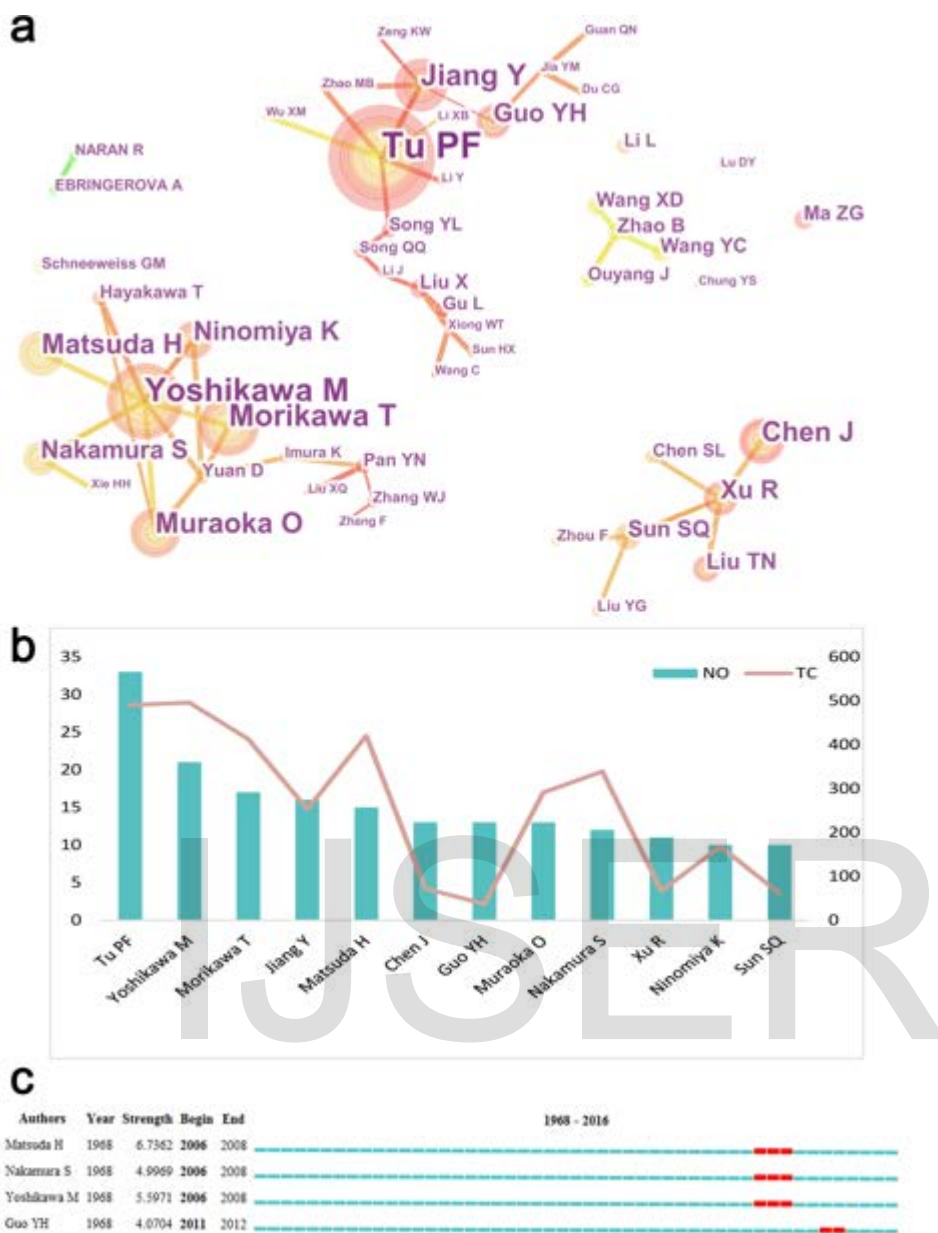 a
Zeng KW
Guan QN
Jiang Y
Jia YM
Zhao MB
Du CG
Wu XM
Li XB
Guo YH
Tu PF
Li L
NARAN R
Lu DY
EBRINGEROVA A
Li Y
Wang XD
Ma ZG
Song YL
Zhao B
Song QQ
Wang YC
Schneeweiss GM
Li J
Ouyang J
Chung YS
Hayakawa T
Liu X
Gu L
Xiong WT
Ninomiya K
Matsuda H
Sun HX
Wang C
Yoshikawa M
Morikawa T
Chen J
Nakamura S
Imura K
Chen SL
Pan YN
Yuan D
Xie HH
Liu XQ
Xu R
Zhang WJ
Muraoka O
Zhang F
Sun SQ
Zhou F
Liu TN
Liu YG
b
35 600
30 500
25 400
20
15 300
10 200
5 100
0 0
NO TC
Tu PF
Yoshikawa M
Morikawa T
Jiang Y
Matsuda H
Chen J
Guo YH
Muraoka O
Nakamura S
Xu R
Ninomiya K
Sun SQ
IJSER
c
Authors Year Strength Begin End 1968 - 2016
Matsuda H 1968 6.7362 2006 2008
Nakamura S 1968 4.9969 2006 2008
Yoshikawa M 1968 5.5971 2006 2008
Guo YH 1968 4.0704 2011 2012